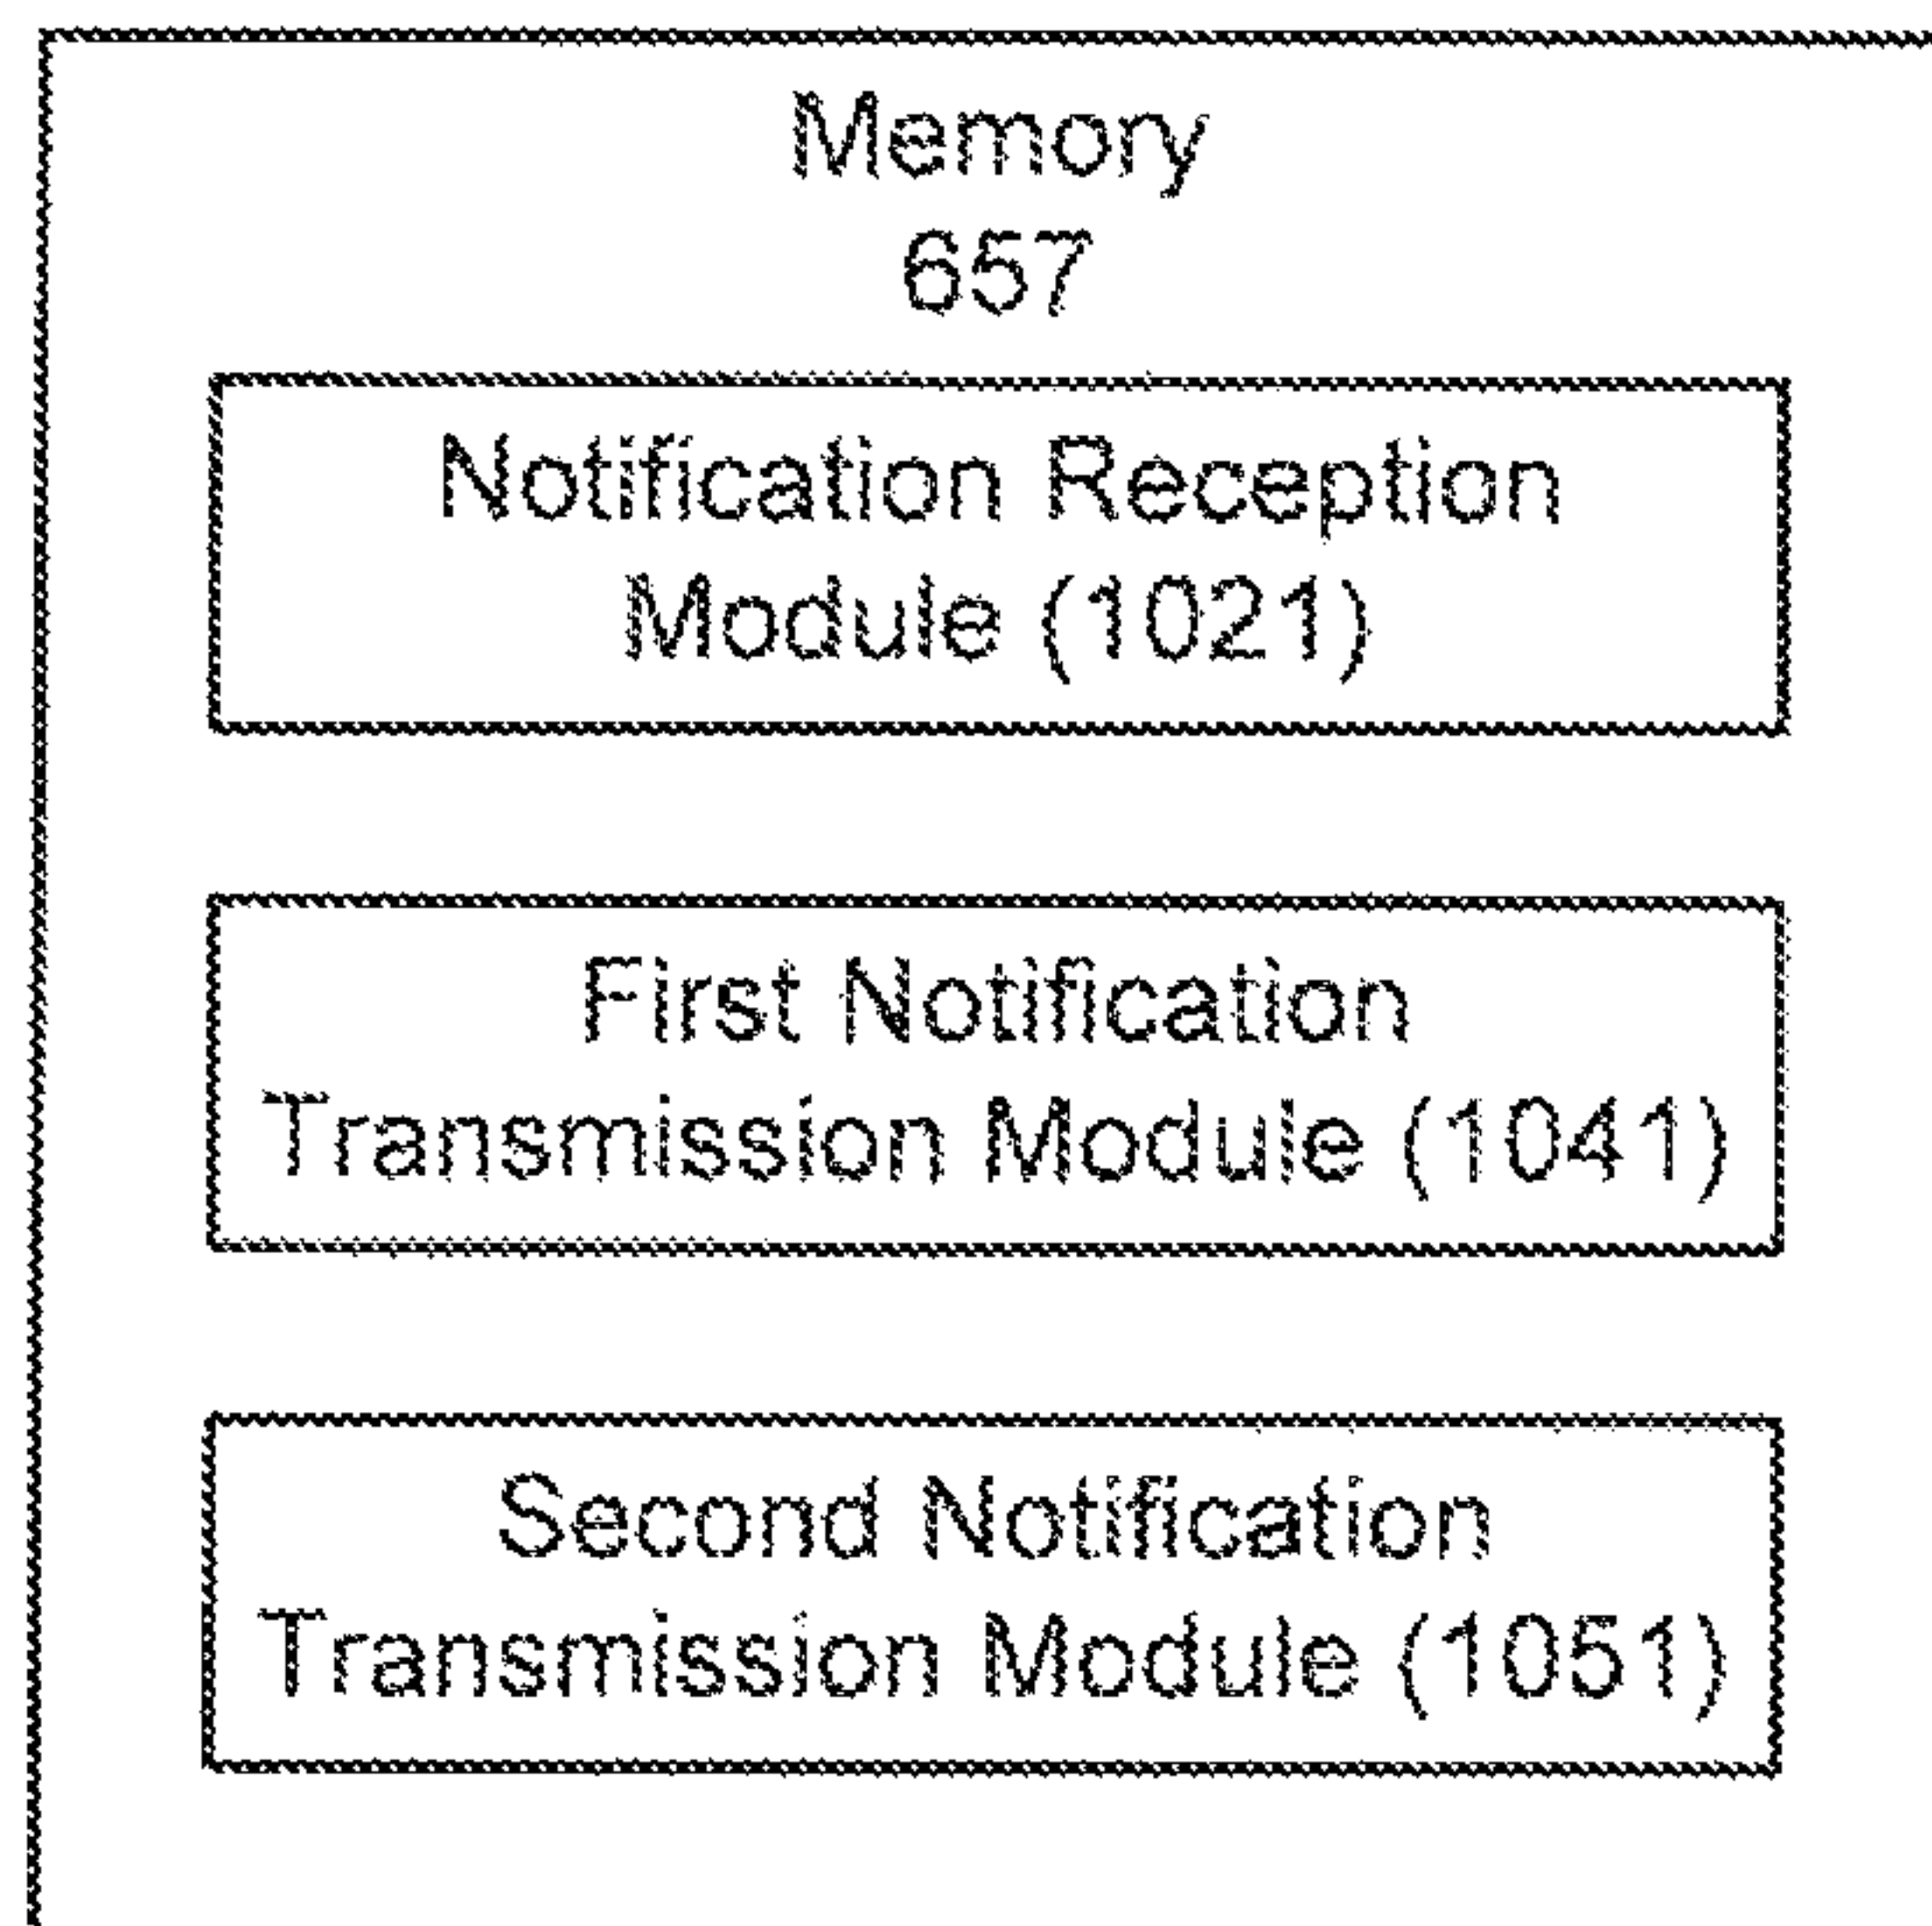 Memory
657
Notification Reception
Module (1021)
First Notification
Transmission Module (1041)
Second Notification
Transmission Module (1051)